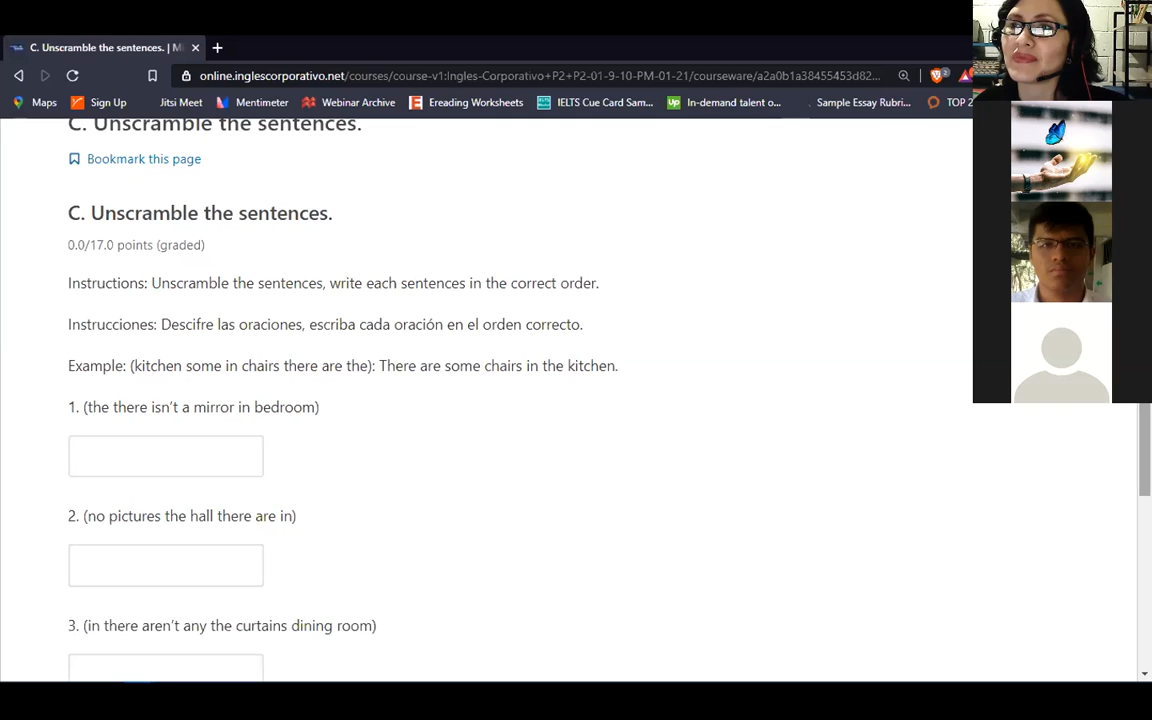 C. Unscramble the sentences. | M
online.inglescorporativo.net/courses/course-v1:Ingles-Corporativo+P2+P2-01-9-10-PM-01-21/courseware/a2a0b1a38455453d82...
Maps Sign Up Jitsi Meet Mentimeter Webinar Archive Ereading Worksheets IELTS Cue Card Sam... In-demand talent o... Sample Essay Rubri... TOP 2
C. Unscramble the sentences.
Bookmark this page
C. Unscramble the sentences.
0.0/17.0 points (graded)
Instructions: Unscramble the sentences, write each sentences in the correct order.
Instrucciones: Descifre las oraciones, escriba cada oración en el orden correcto.
Example: (kitchen some in chairs there are the): There are some chairs in the kitchen.
1. (the there isn’t a mirror in bedroom)
2. (no pictures the hall there are in)
3. (in there aren’t any the curtains dining room)